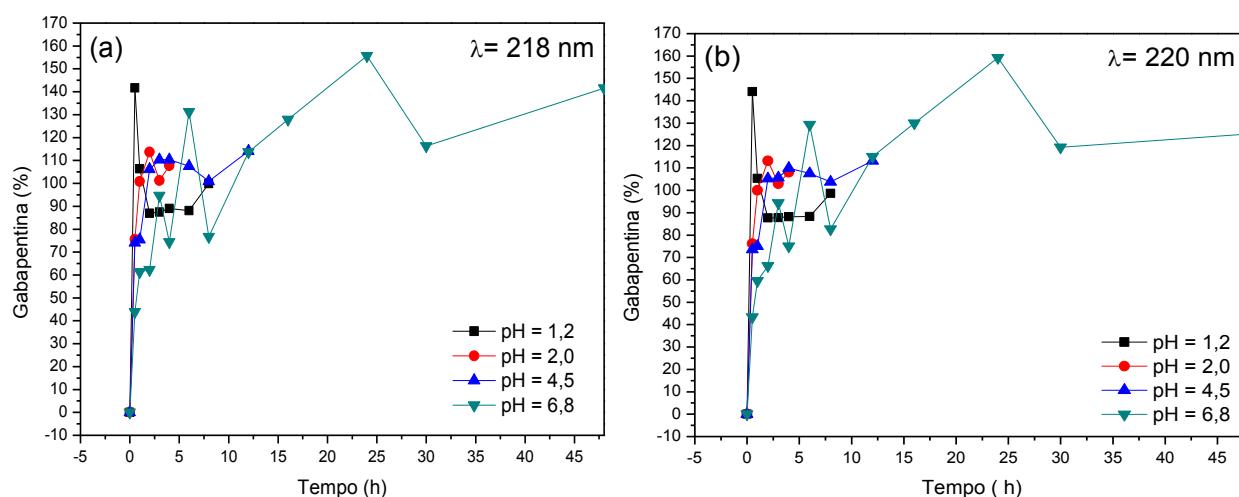 (a)
λ= 218 nm
170
160
150
140
130
120
110
100
90
80
70
60
50
40
30
20
10
0
-10
Gabapentina (%)
pH = 1,2
pH = 2,0
pH = 4,5
pH = 6,8
-5 0 5 10 15 20 25 30 35 40 45
Tempo (h)
(b)
λ= 220 nm
170
160
150
140
130
120
110
100
90
80
70
60
50
40
30
20
10
0
-10
Gabapentina (%)
pH = 1,2
pH = 2,0
pH = 4,5
pH = 6,8
-5 0 5 10 15 20 25 30 35 40 45
Tempo ( h)